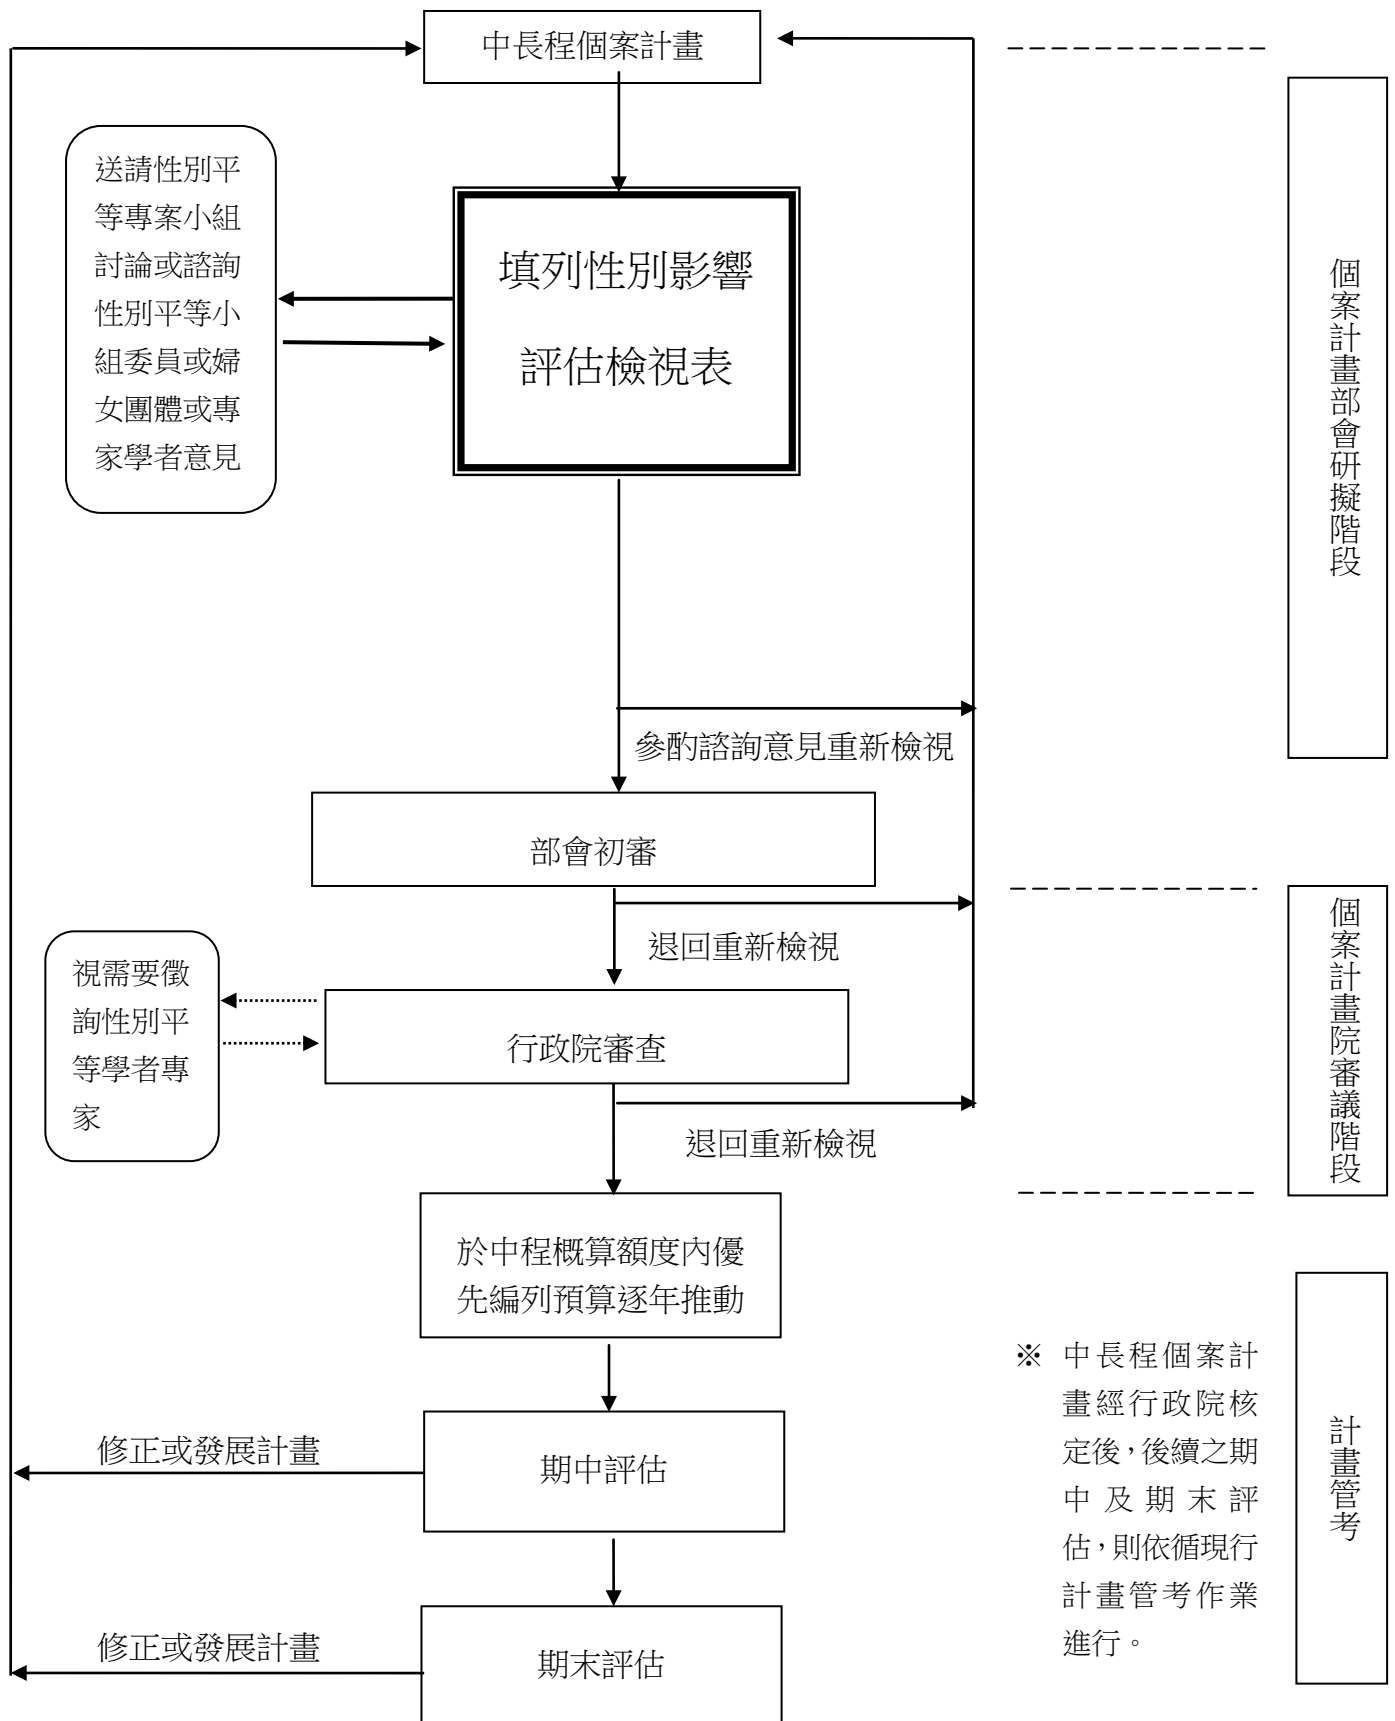 中長程個案計畫
送請性別平
等專案小組
討論或諮詢
性別平等小
組委員或婦
女團體或專
家學者意見
填列性別影響
評估檢視表
個案計畫部會研擬階段
參酌諮詢意見重新檢視
部會初審
退回重新檢視
視需要徵
詢性別平
等學者專
家
行政院審查
退回重新檢視
個案計畫院審議階段
於中程概算額度內優
先編列預算逐年推動
修正或發展計畫
期中評估
修正或發展計畫
期末評估
※ 中長程個案計
畫經行政院核
定後,後續之期
中及期末評
估,則依循現行
計畫管考作業
進行。
計畫管考